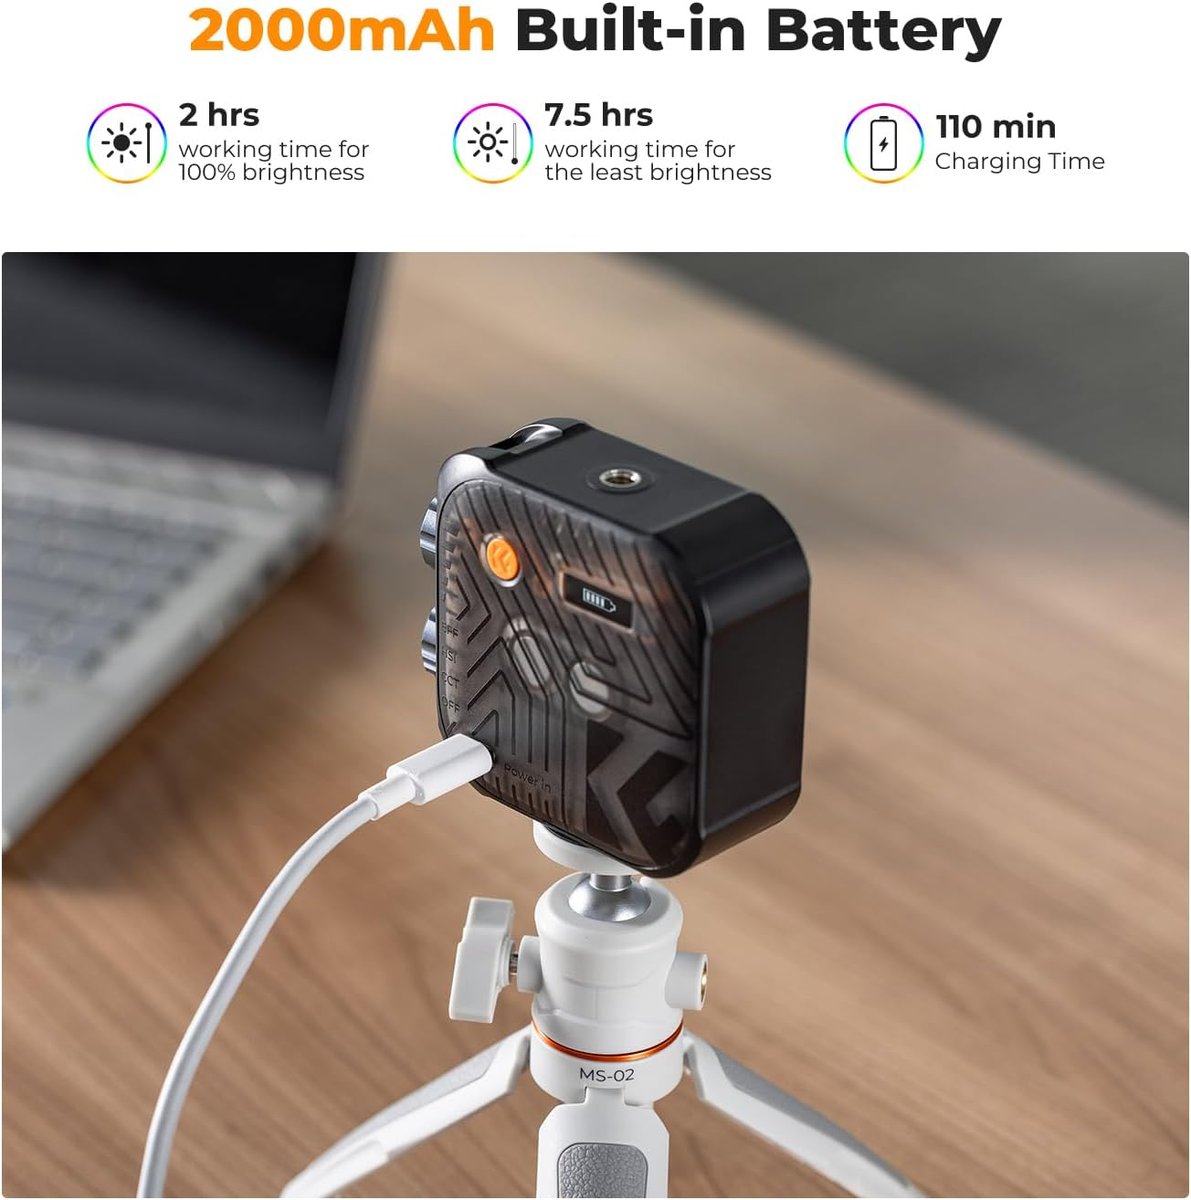 2000mAh Built-in Battery
2 hrs
working time for
100% brightness
7.5 hrs
working time for
the least brightness
110 min
Charging Time
HSI
CCT
OFF
Power In
MS-02